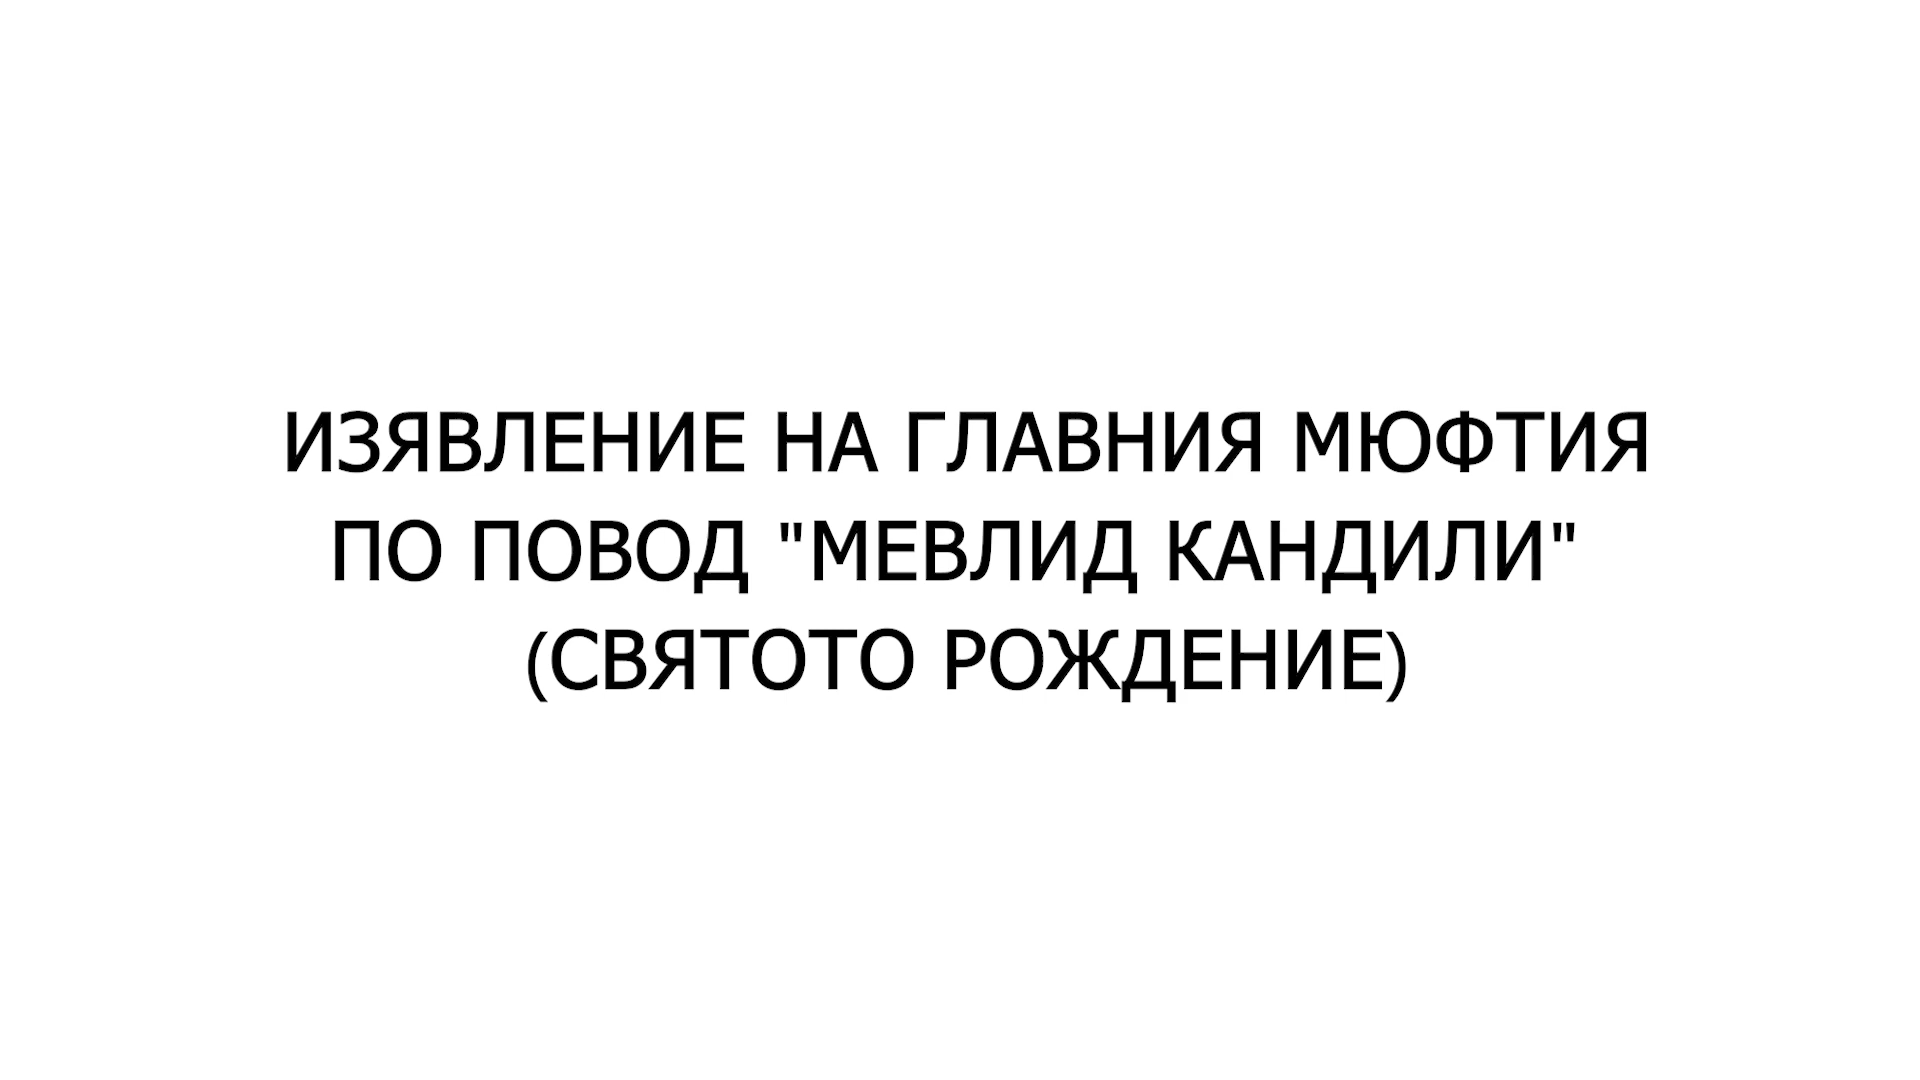 ИЗЯВЛЕНИЕ НА ГЛАВНИЯ МЮФТИЯ
ПО ПОВОД "МЕВЛИД КАНДИЛИ"
(СВЯТОТО РОЖДЕНИЕ)